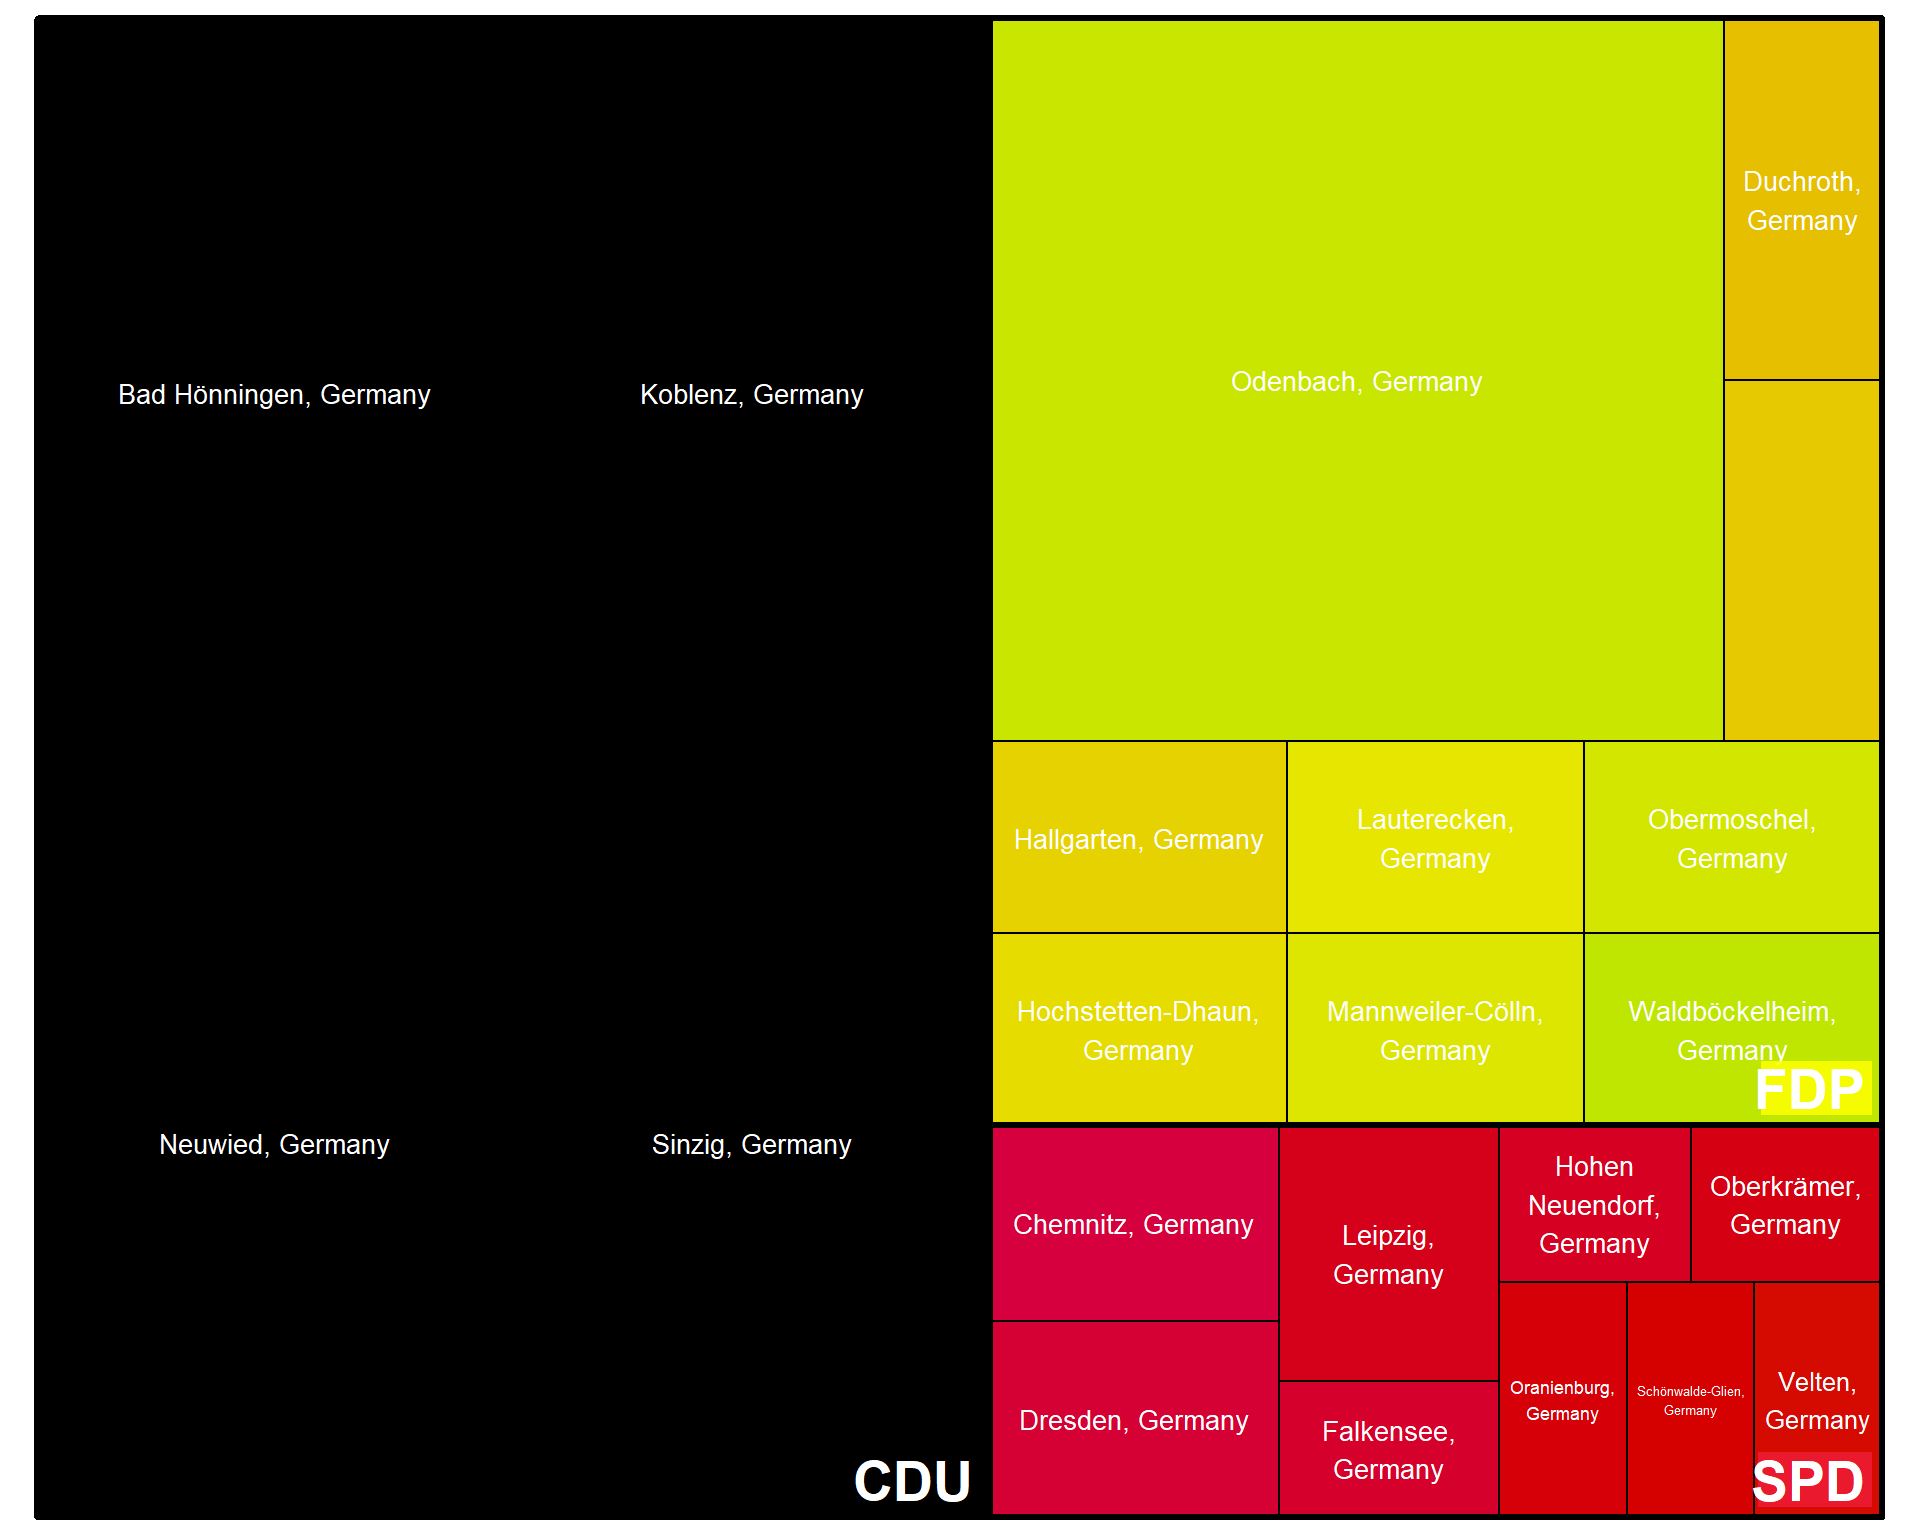 Bad Hönningen, Germany
Koblenz, Germany
Neuwied, Germany
Sinzig, Germany
CDU
Odenbach, Germany
Duchroth,
Germany
Hallgarten, Germany
Lauterecken,
Germany
Obermoschel,
Germany
Hochstetten-Dhaun,
Germany
Mannweiler-Cölln,
Germany
Waldböckelheim,
Germany
FDP
Chemnitz, Germany
Dresden, Germany
Leipzig,
Germany
Falkensee,
Germany
Hohen
Neuendorf,
Germany
Oberkrämer,
Germany
Oranienburg,
Germany
Schönwalde-Glien,
Germany
Velten,
Germany
SPD